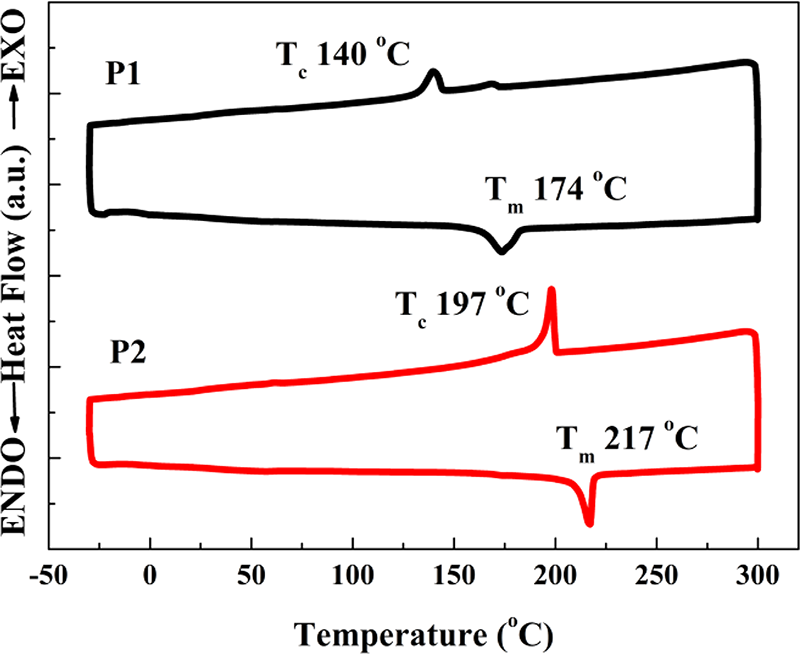 P1
Tc 140 °C
Tm 174 °C
P2
Tc 197 °C
Tm 217 °C
ENDO←Heat Flow (a.u.) →EXO
-50 0 50 100 150 200 250 300
Temperature (°C)